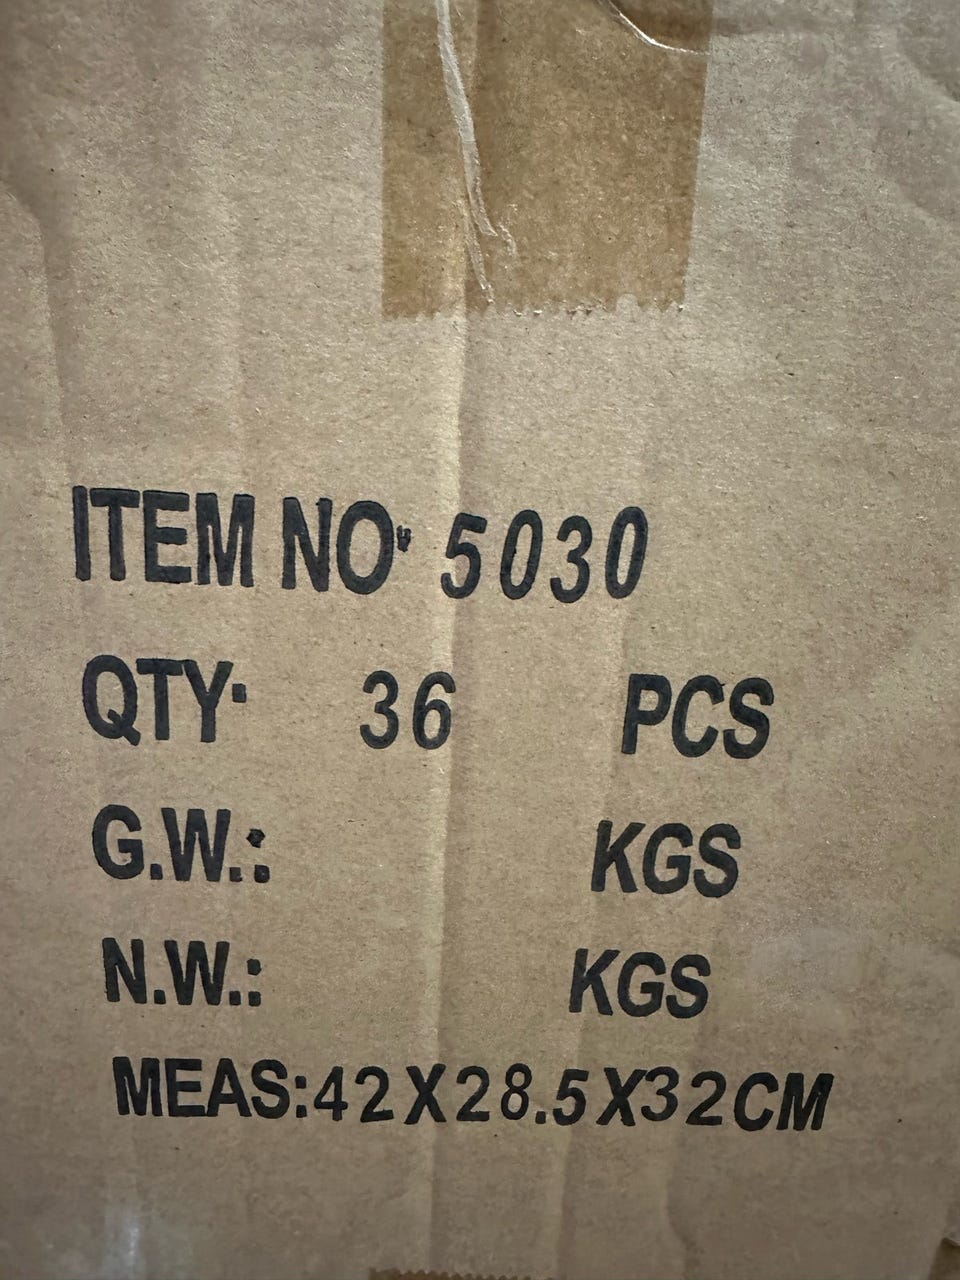 ITEM NO: 5030
QTY: 36 PCS
G.W.: KGS
N.W.: KGS
MEAS:42X28.5X32CM